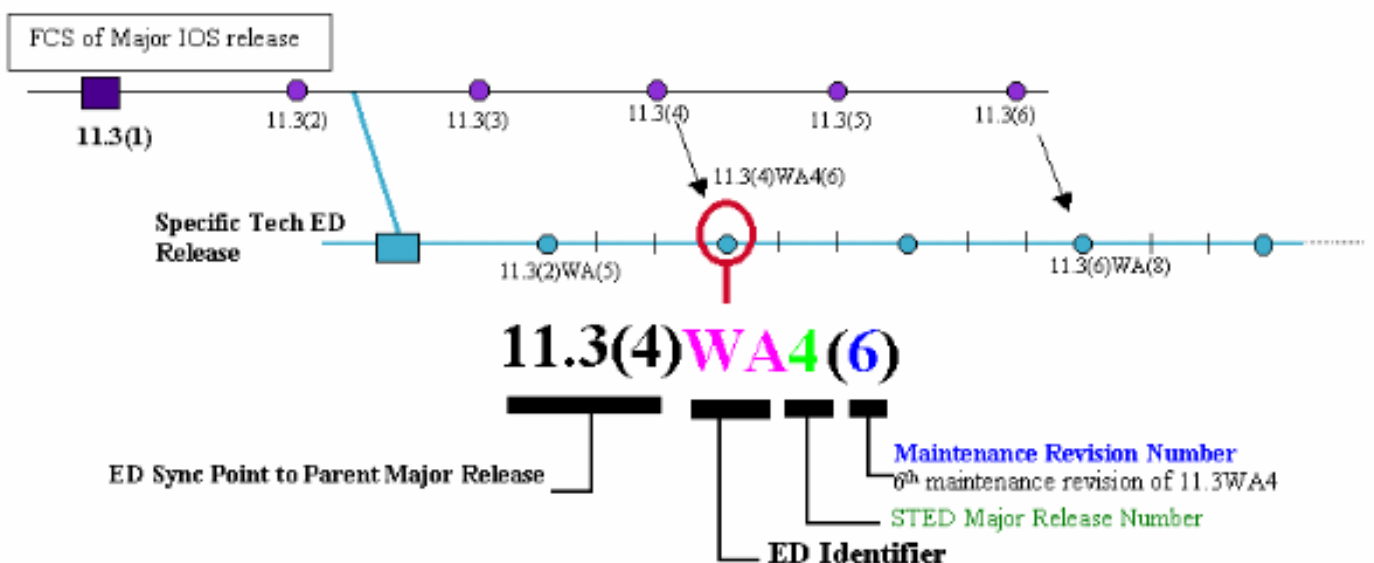 FCS of Major IOS release
11.3(1)
11.3(2)
11.3(3)
11.3(4)
11.3(5)
11.3(6)
11.3(4)WA4(6)
Specific Tech ED
Release
11.3(2)WA(5)
11.3(6)WA(8)
11.3(4)WA4(6)
ED Sync Point to Parent Major Release
Maintenance Revision Number
6th maintenance revision of 11.3WA4
STED Major Release Number
ED Identifier